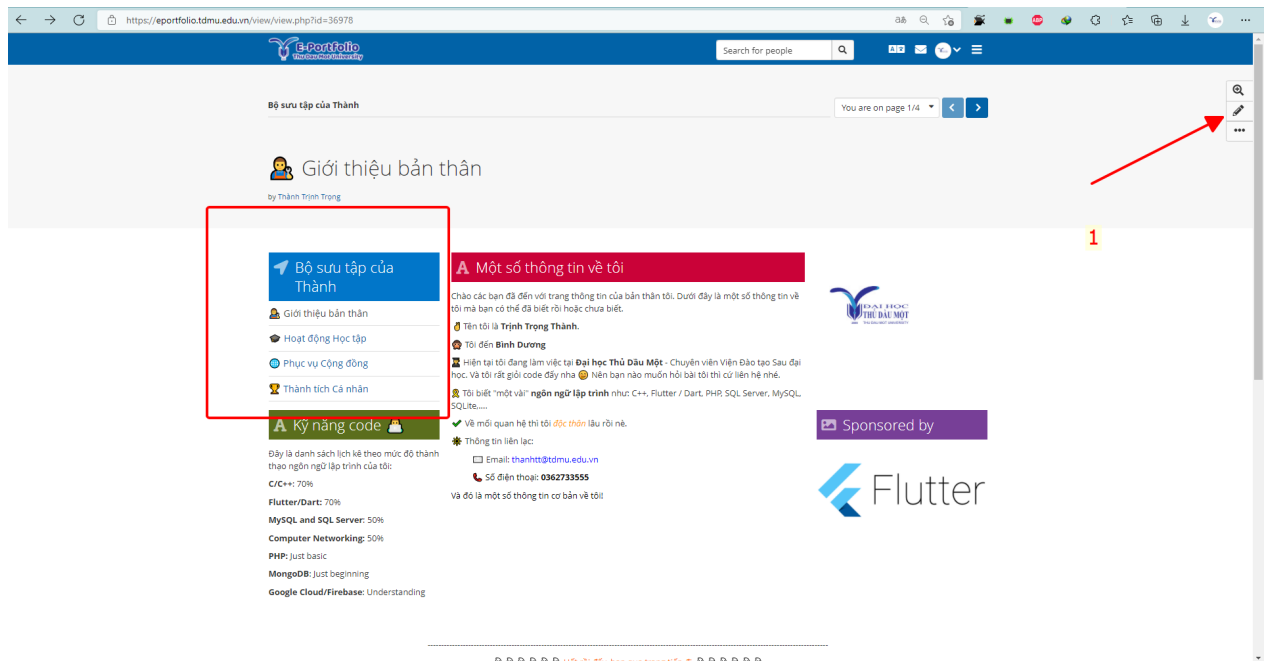 https://eportfolio.tdmu.edu.vn/view/view.php?id=36978
E-Portfolio
Thu Dau Mot University
Search for people
Bộ sưu tập của Thành
You are on page 1/4
Giới thiệu bản thân
by Thành Trịnh Trọng
1
Bộ sưu tập của
Thành
Giới thiệu bản thân
Hoạt động Học tập
Phục vụ Cộng đồng
Thành tích Cá nhân
A Kỹ năng code
Đây là danh sách lịch kê theo mức độ thành
thạo ngôn ngữ lập trình của tôi:
C/C++: 70%
Flutter/Dart: 70%
MySQL and SQL Server: 50%
Computer Networking: 50%
PHP: Just basic
MongoDB: Just beginning
Google Cloud/Firebase: Understanding
A Một số thông tin về tôi
Chào các bạn đã đến với trang thông tin của bản thân tôi. Dưới đây là một số thông tin về
tôi mà bạn có thể đã biết rồi hoặc chưa biết.
Tên tôi là Trịnh Trọng Thành.
Tôi đến Bình Dương
Hiện tại tôi đang làm việc tại Đại học Thủ Dầu Một - Chuyên viên Viện Đào tạo Sau đại
học. Và tôi rất giỏi code đấy nha Nên bạn nào muốn hỏi bài tôi thì cứ liên hệ nhé.
Tôi biết "một vài" ngôn ngữ lập trình như: C++, Flutter / Dart, PHP, SQL Server, MySQL,
SQLite,....
Về mối quan hệ thì tôi độc thân lâu rồi nè.
Thông tin liên lạc:
Email: thanhtt@tdmu.edu.vn
Số điện thoại: 0362733555
Và đó là một số thông tin cơ bản về tôi!
ĐẠI HỌC
THỦ DẦU MỘT
THU DAU MOT UNIVERSITY
Sponsored by
Flutter